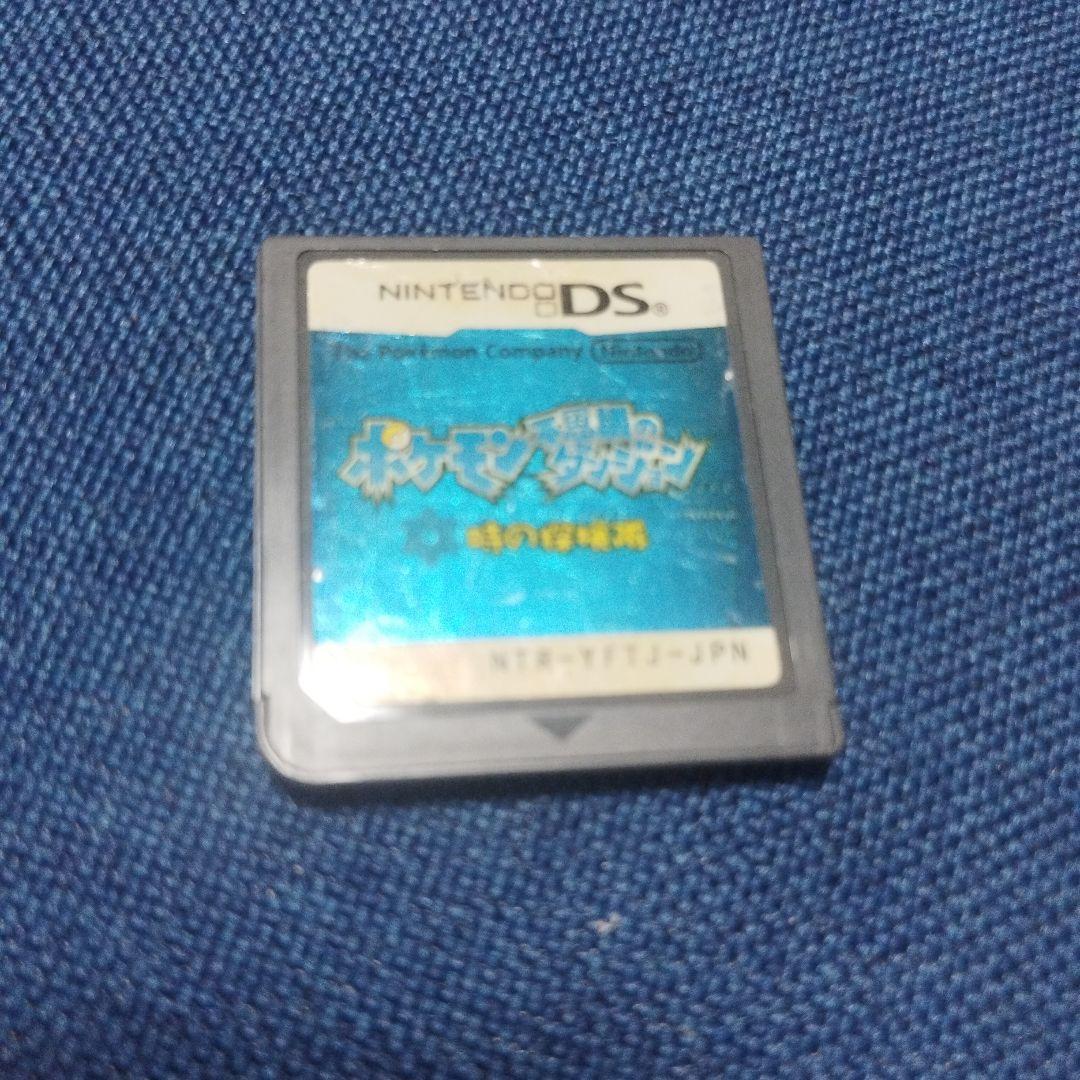 NINTENDO DS®
The Pokémon Company Nintendo
ポケモン不思議のダンジョン
時の探検隊
NTR-YFTJ-JPN